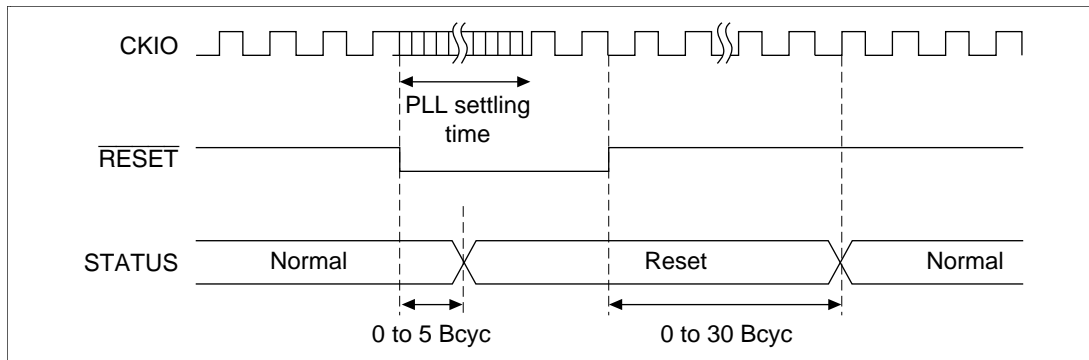 CKIO
PLL settling
time
RESET
STATUS
Normal
Reset
Normal
0 to 5 Bcyc
0 to 30 Bcyc